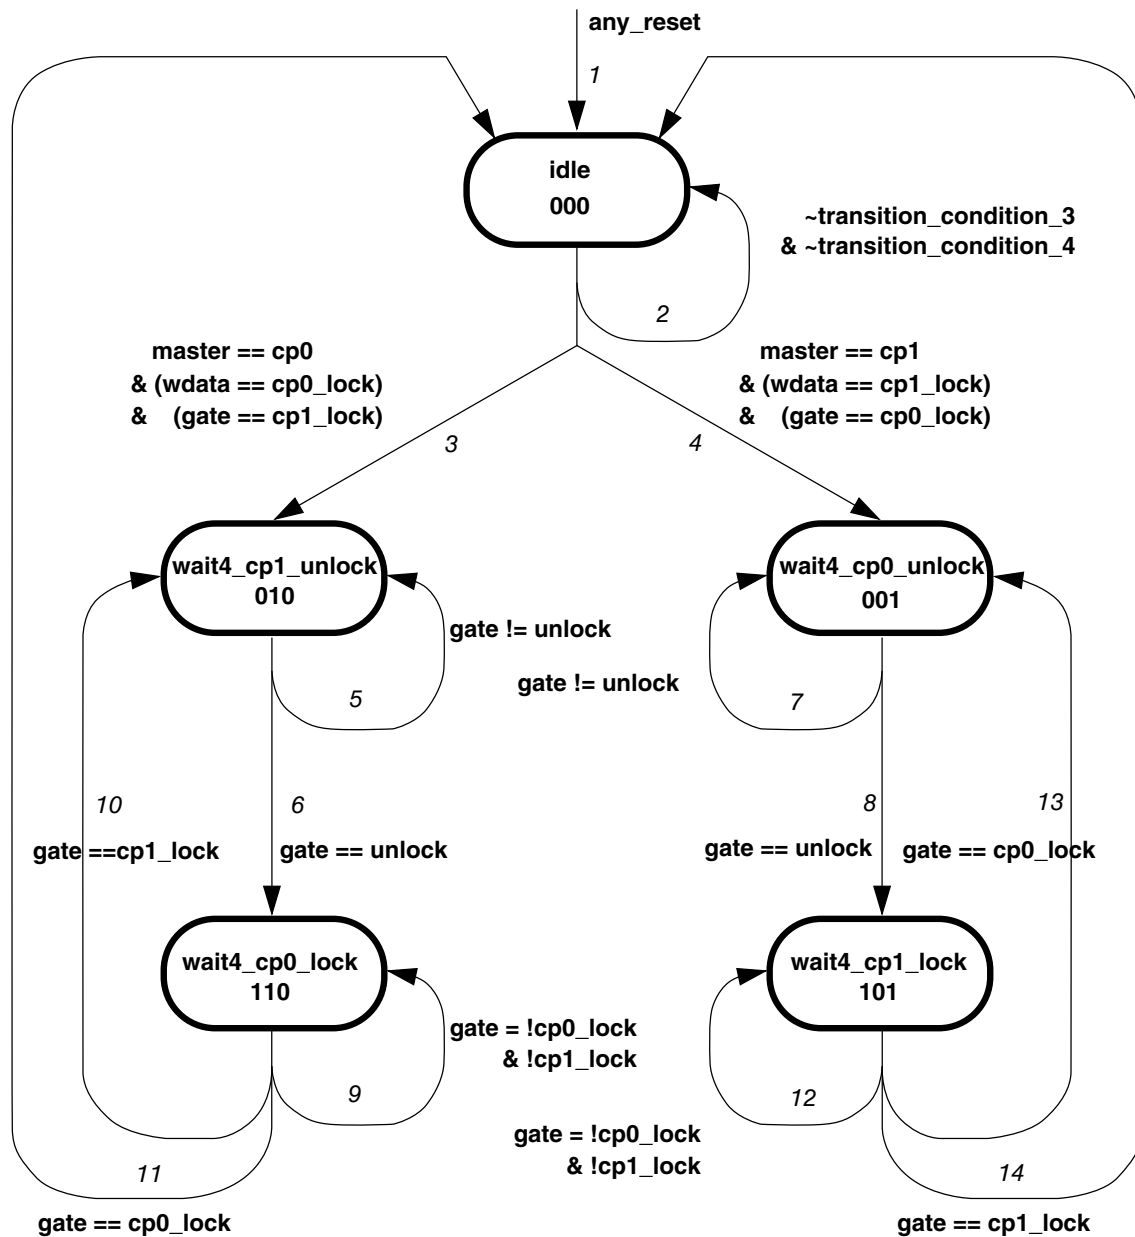 any_reset
1
idle
000
~transition_condition_3
& ~transition_condition_4
2
master == cp0
& (wdata == cp0_lock)
& (gate == cp1_lock)
master == cp1
& (wdata == cp1_lock)
& (gate == cp0_lock)
3
4
wait4_cp1_unlock
010
wait4_cp0_unlock
001
gate != unlock
gate != unlock
5
7
10
6
8
13
gate ==cp1_lock
gate == unlock
gate == unlock
gate == cp0_lock
wait4_cp0_lock
110
wait4_cp1_lock
101
gate = !cp0_lock
& !cp1_lock
9
12
gate = !cp0_lock
& !cp1_lock
11
14
gate == cp0_lock
gate == cp1_lock